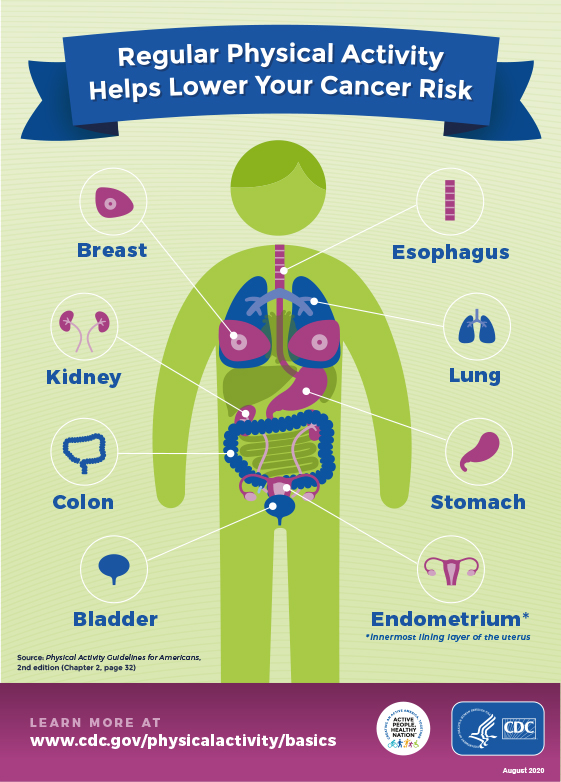 Regular Physical Activity
Helps Lower Your Cancer Risk
Breast
Esophagus
Kidney
Lung
Colon
Stomach
Bladder
Endometrium*
*Innermost lining layer of the uterus
Source: Physical Activity Guidelines for Americans,
2nd edition (Chapter 2, page 32)
LEARN MORE AT
www.cdc.gov/physicalactivity/basics
ACTIVE
PEOPLE,
HEALTHY
NATION
CDC
August 2020